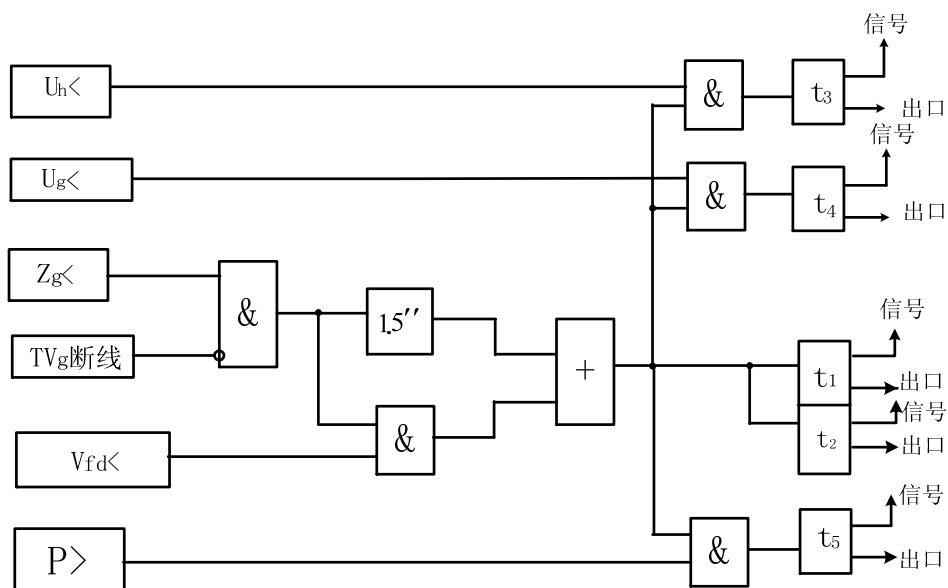 信号
Uh<
&
t3
出口
信号
Ug<
&
t4
出口
Zg<
&
1.5″
信号
TVg断线
+
t1
出口
信号
Vfd<
&
t2
出口
信号
P>
&
t5
出口